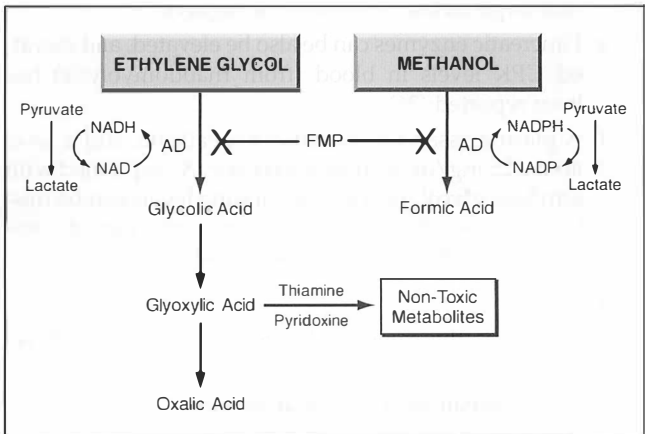 ETHYLENE GLYCOL
METHANOL
Pyruvate
NADH
AD
NAD
Lactate
FMP
AD
NADPH
NADP
Pyruvate
Lactate
Glycolic Acid
Formic Acid
Glyoxylic Acid
Thiamine
Pyridoxine
Non-Toxic
Metabolites
Oxalic Acid